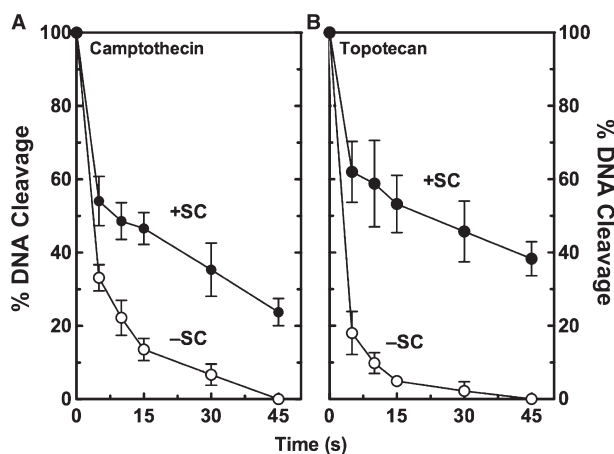 A
B
Camptothecin
Topotecan
% DNA Cleavage
100
80
60
40
20
0
+SC
–SC
+SC
–SC
100
80
60
40
20
0
% DNA Cleavage
0 15 30 45 0 15 30 45
Time (s)